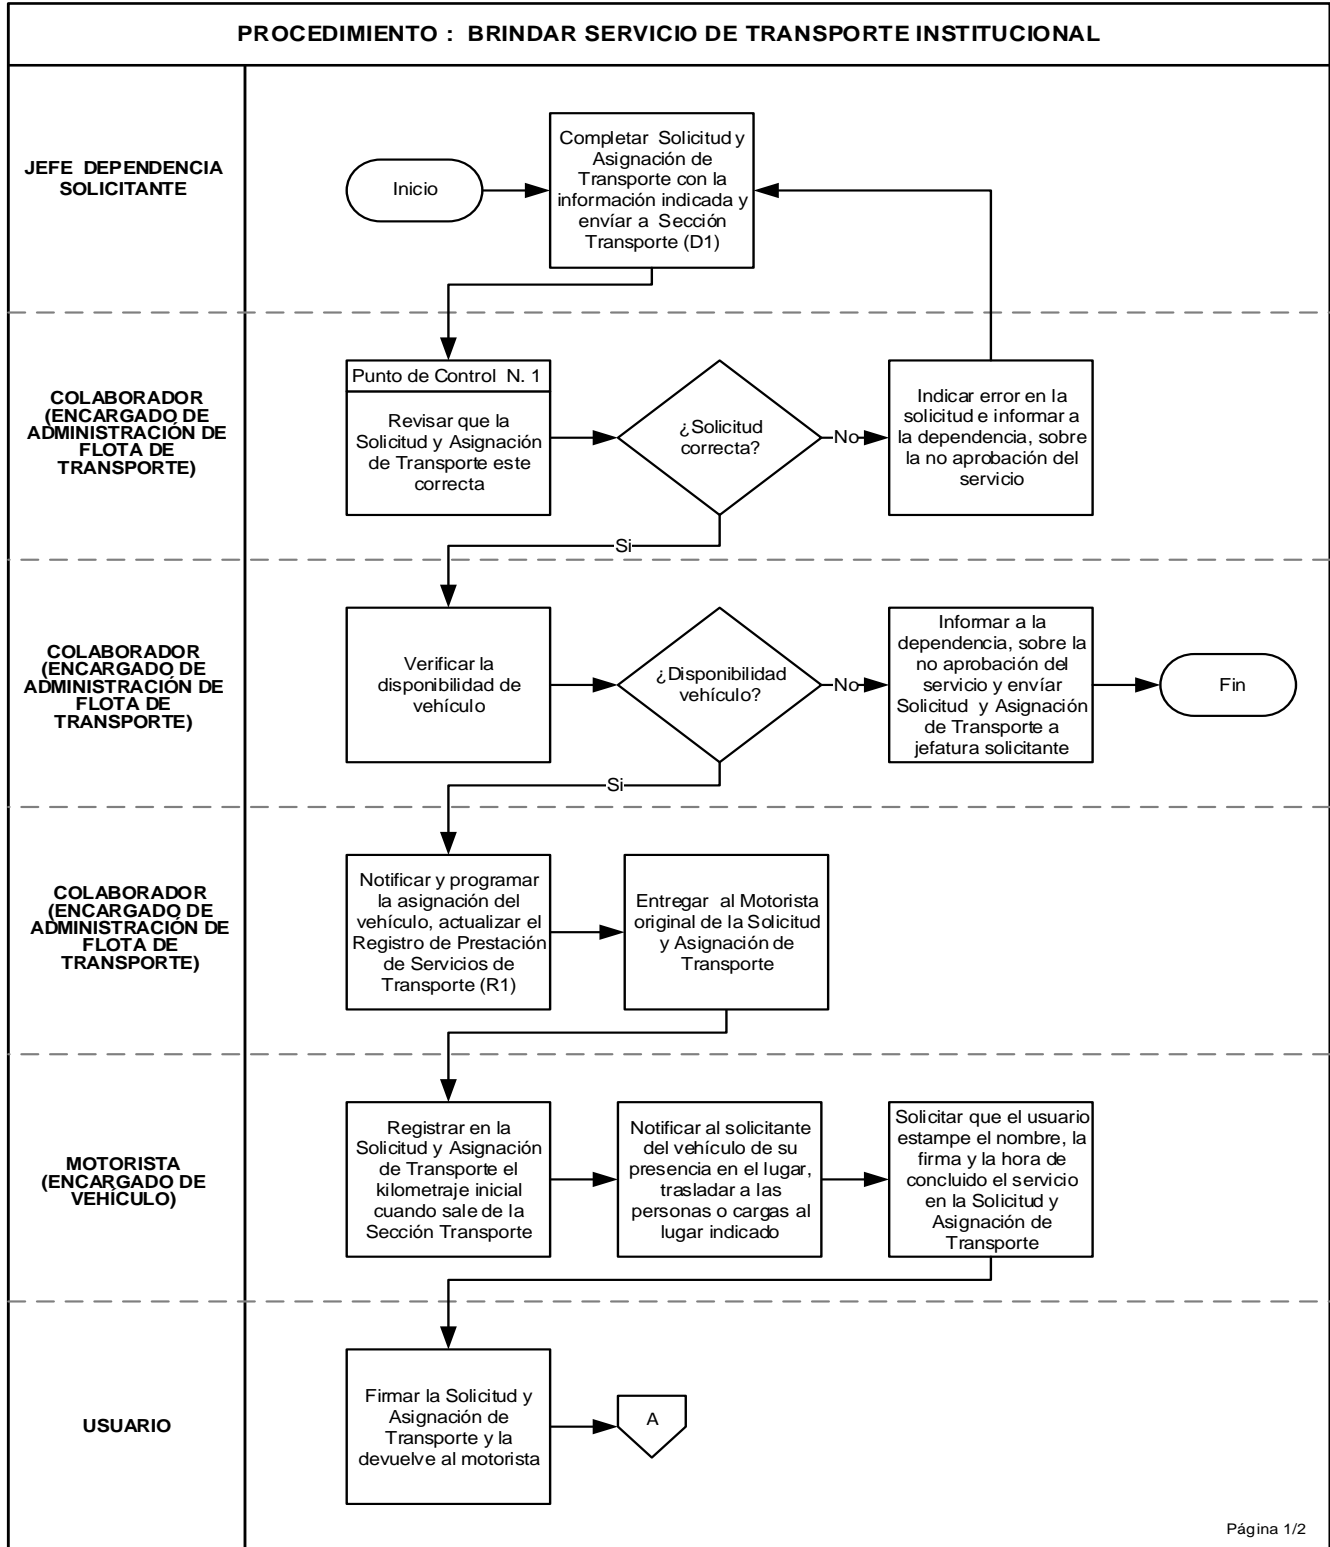 PROCEDIMIENTO : BRINDAR SERVICIO DE TRANSPORTE INSTITUCIONAL
JEFE DEPENDENCIA
SOLICITANTE
Inicio
Completar Solicitud y
Asignación de
Transporte con la
información indicada y
envíar a Sección
Transporte (D1)
COLABORADOR
(ENCARGADO DE
ADMINISTRACIÓN DE
FLOTA DE
TRANSPORTE)
Punto de Control N. 1
Revisar que la
Solicitud y Asignación
de Transporte este
correcta
¿Solicitud
correcta?
No
Indicar error en la
solicitud e informar a
la dependencia, sobre
la no aprobación del
servicio
Si
COLABORADOR
(ENCARGADO DE
ADMINISTRACIÓN DE
FLOTA DE
TRANSPORTE)
Verificar la
disponibilidad de
vehículo
¿Disponibilidad
vehículo?
No
Informar a la
dependencia, sobre la
no aprobación del
servicio y envíar
Solicitud y Asignación
de Transporte a
jefatura solicitante
Fin
Si
COLABORADOR
(ENCARGADO DE
ADMINISTRACIÓN DE
FLOTA DE
TRANSPORTE)
Notificar y programar
la asignación del
vehículo, actualizar el
Registro de Prestación
de Servicios de
Transporte (R1)
Entregar al Motorista
original de la Solicitud
y Asignación de
Transporte
MOTORISTA
(ENCARGADO DE
VEHÍCULO)
Registrar en la
Solicitud y Asignación
de Transporte el
kilometraje inicial
cuando sale de la
Sección Transporte
Notificar al solicitante
del vehículo de su
presencia en el lugar,
trasladar a las
personas o cargas al
lugar indicado
Solicitar que el usuario
estampe el nombre, la
firma y la hora de
concluido el servicio
en la Solicitud y
Asignación de
Transporte
USUARIO
Firmar la Solicitud y
Asignación de
Transporte y la
devuelve al motorista
A
Página 1/2